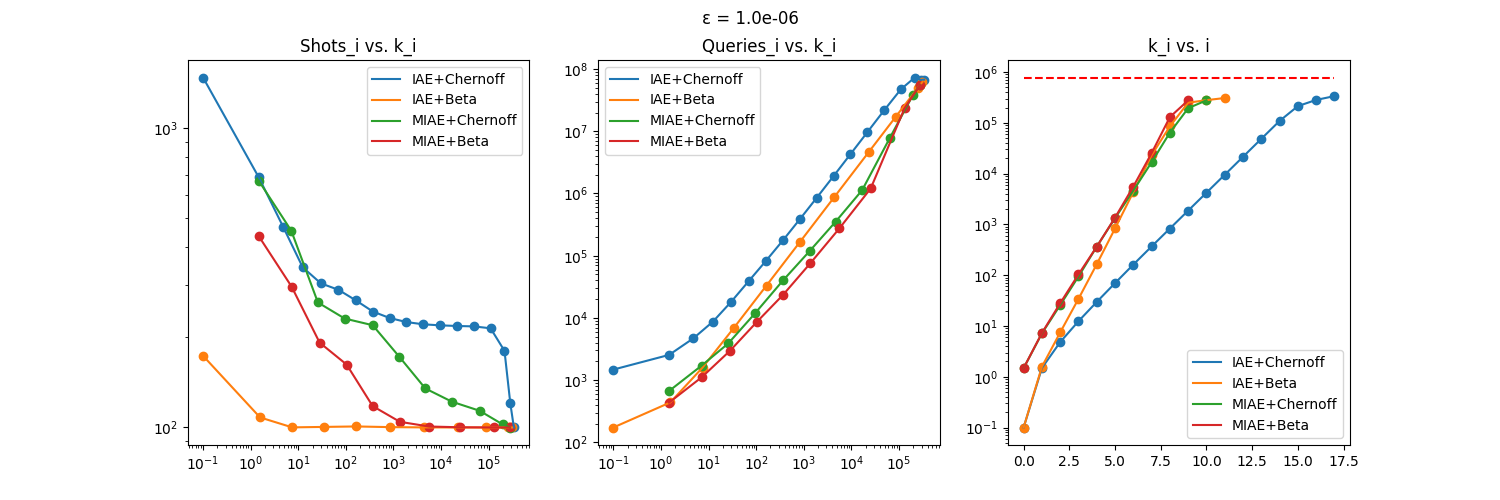 ε = 1.0e-06
Shots_i vs. k_i
10³
10²
10⁻¹ 10⁰ 10¹ 10² 10³ 10⁴ 10⁵
IAE+Chernoff
IAE+Beta
MIAE+Chernoff
MIAE+Beta
Queries_i vs. k_i
10⁸
10⁷
10⁶
10⁵
10⁴
10³
10²
10⁻¹ 10⁰ 10¹ 10² 10³ 10⁴ 10⁵
IAE+Chernoff
IAE+Beta
MIAE+Chernoff
MIAE+Beta
k_i vs. i
10⁶
10⁵
10⁴
10³
10²
10¹
10⁰
10⁻¹
0.0 2.5 5.0 7.5 10.0 12.5 15.0 17.5
IAE+Chernoff
IAE+Beta
MIAE+Chernoff
MIAE+Beta